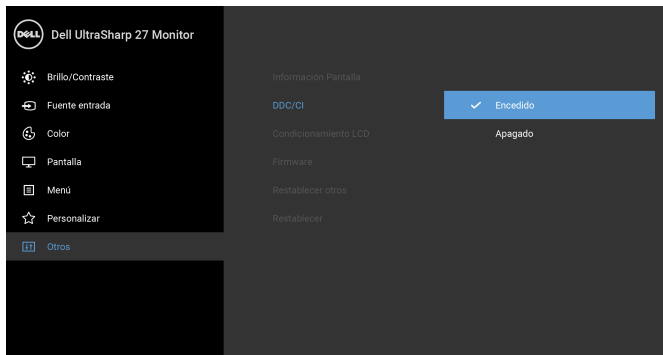 DELL
Dell UltraSharp 27 Monitor
Brillo/Contraste
Fuente entrada
Color
Pantalla
Menú
Personalizar
Otros
Información Pantalla
DDC/CI
Condicionamiento LCD
Firmware
Restablecer otros
Restablecer
Encedido
Apagado